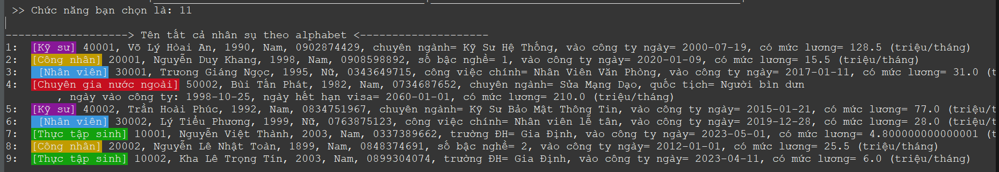 >> Chức năng bạn chọn là: 11
-------------------> Tên tất cả nhân sự theo alphabet <--------------------
1: [Kỹ sư] 40001, Võ Lý Hòai An, 1990, Nam, 0902874429, chuyên ngành= Kỹ Sư Hệ Thống, vào công ty ngày= 2000-07-19, có mức lương= 128.5 (triệu/tháng)
2: [Công nhân] 20001, Nguyễn Duy Khang, 1998, Nam, 0908598892, số bậc nghề= 1, vào công ty ngày= 2020-01-09, có mức lương= 15.5 (triệu/tháng)
3: [Nhân viên] 30001, Trương Giáng Ngọc, 1995, Nữ, 0343649715, công việc chính= Nhân Viên Văn Phòng, vào công ty ngày= 2017-01-11, có mức lương= 31.0 (t
4: [Chuyên gia nước ngoài] 50002, Bùi Tấn Phát, 1982, Nam, 0734687652, chuyên ngành= Sửa Mạng Dạo, quốc tịch= Người bìn dưn
, ngày vào công ty: 1998-10-25, ngày hết hạn visa= 2060-01-01, có mức lương= 210.0 (triệu/tháng)
5: [Kỹ sư] 40002, Trần Hoài Phúc, 1992, Nam, 0834751967, chuyên ngành= Kỹ Sư Bảo Mật Thông Tin, vào công ty ngày= 2015-01-21, có mức lương= 77.0 (triệu/t
6: [Nhân viên] 30002, Lý Tiểu Phương, 1999, Nữ, 0763875123, công việc chính= Nhân viên lễ tân, vào công ty ngày= 2019-12-28, có mức lương= 28.0 (triệu/t
7: [Thực tập sinh] 10001, Nguyễn Việt Thành, 2003, Nam, 0337389662, trường ĐH= Gia Định, vào công ty ngày= 2023-05-01, có mức lương= 4.800000000000001 (t
8: [Công nhân] 20002, Nguyễn Lê Nhật Toàn, 1899, Nam, 0848374691, số bậc nghề= 2, vào công ty ngày= 2012-01-01, có mức lương= 25.5 (triệu/tháng)
9: [Thực tập sinh] 10002, Kha Lê Trọng Tín, 2003, Nam, 0899304074, trường ĐH= Gia Định, vào công ty ngày= 2023-04-11, có mức lương= 6.0 (triệu/tháng)